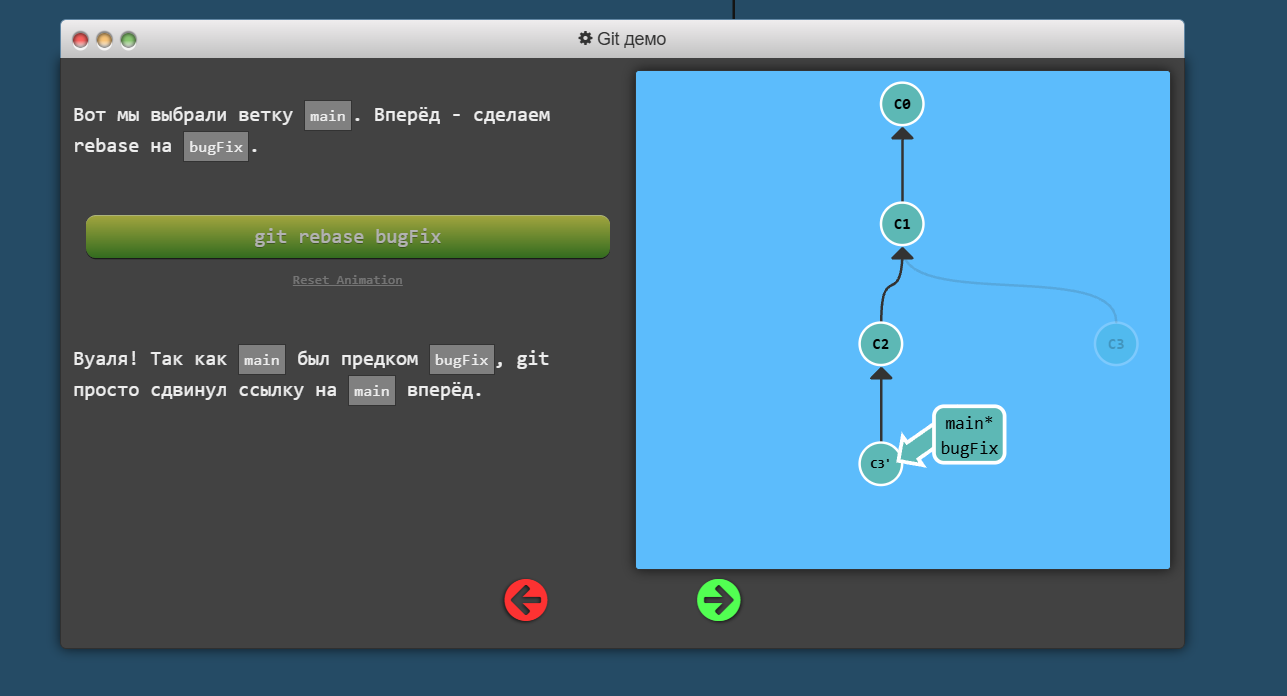 Git демо
Вот мы выбрали ветку main. Вперёд - сделаем
rebase на bugFix.
git rebase bugFix
Reset Animation
Вуаля! Так как main был предком bugFix, git
просто сдвинул ссылку на main вперёд.
C0
C1
C2
C3
main*
bugFix
C3'